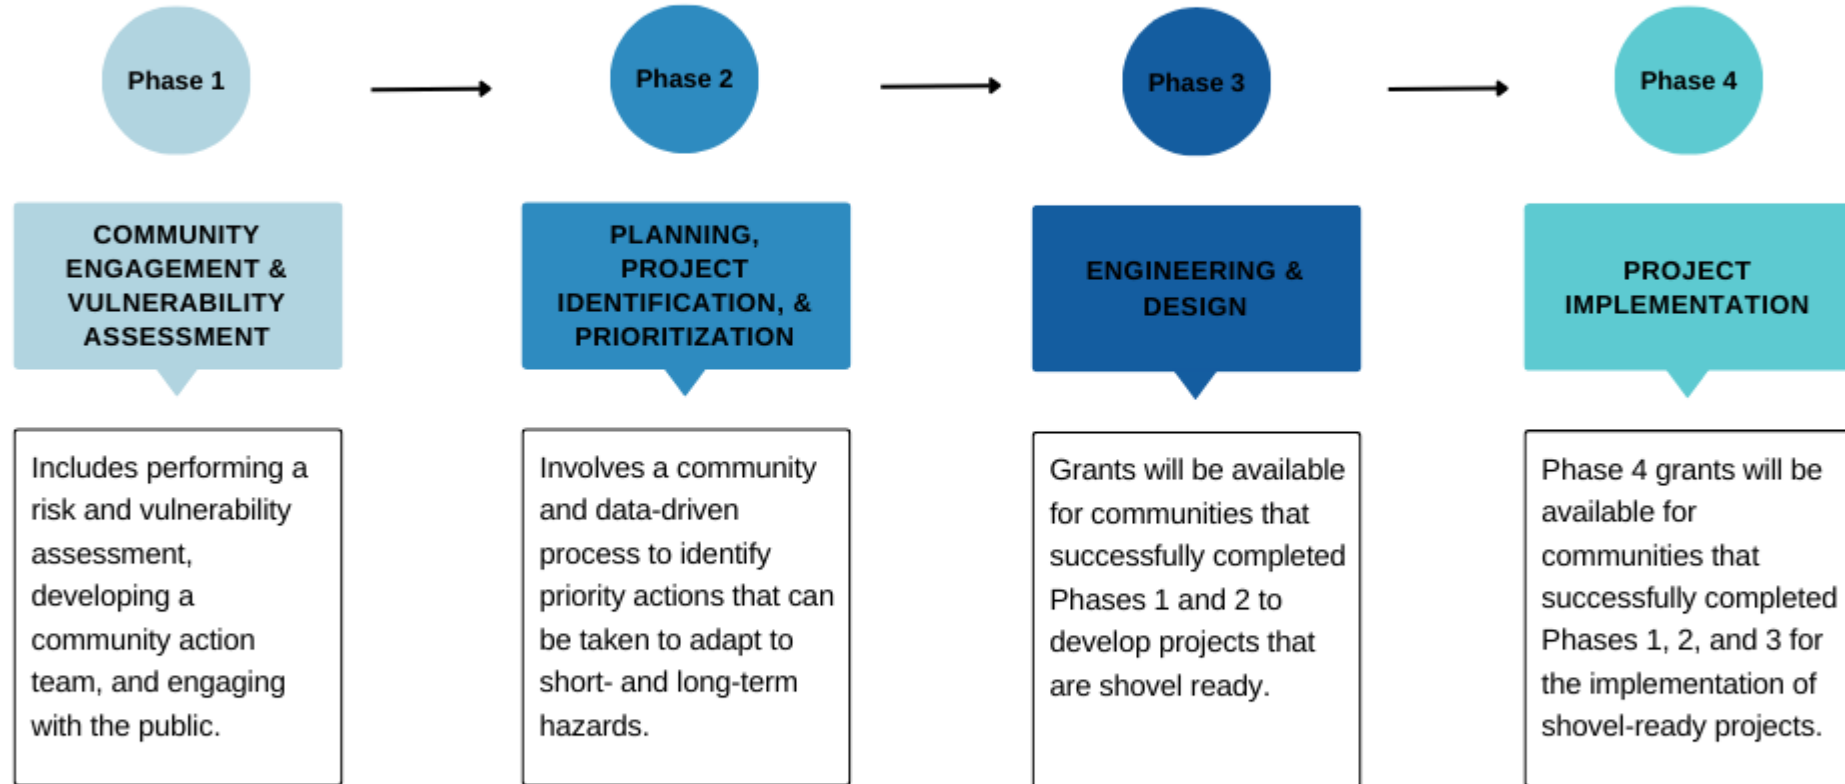 Phase 1
Phase 2
Phase 3
Phase 4
COMMUNITY
ENGAGEMENT &
VULNERABILITY
ASSESSMENT
PLANNING,
PROJECT
IDENTIFICATION, &
PRIORITIZATION
ENGINEERING &
DESIGN
PROJECT
IMPLEMENTATION
Includes performing a
risk and vulnerability
assessment,
developing a
community action
team, and engaging
with the public.
Involves a community
and data-driven
process to identify
priority actions that can
be taken to adapt to
short- and long-term
hazards.
Grants will be available
for communities that
successfully completed
Phases 1 and 2 to
develop projects that
are shovel ready.
Phase 4 grants will be
available for
communities that
successfully completed
Phases 1, 2, and 3 for
the implementation of
shovel-ready projects.